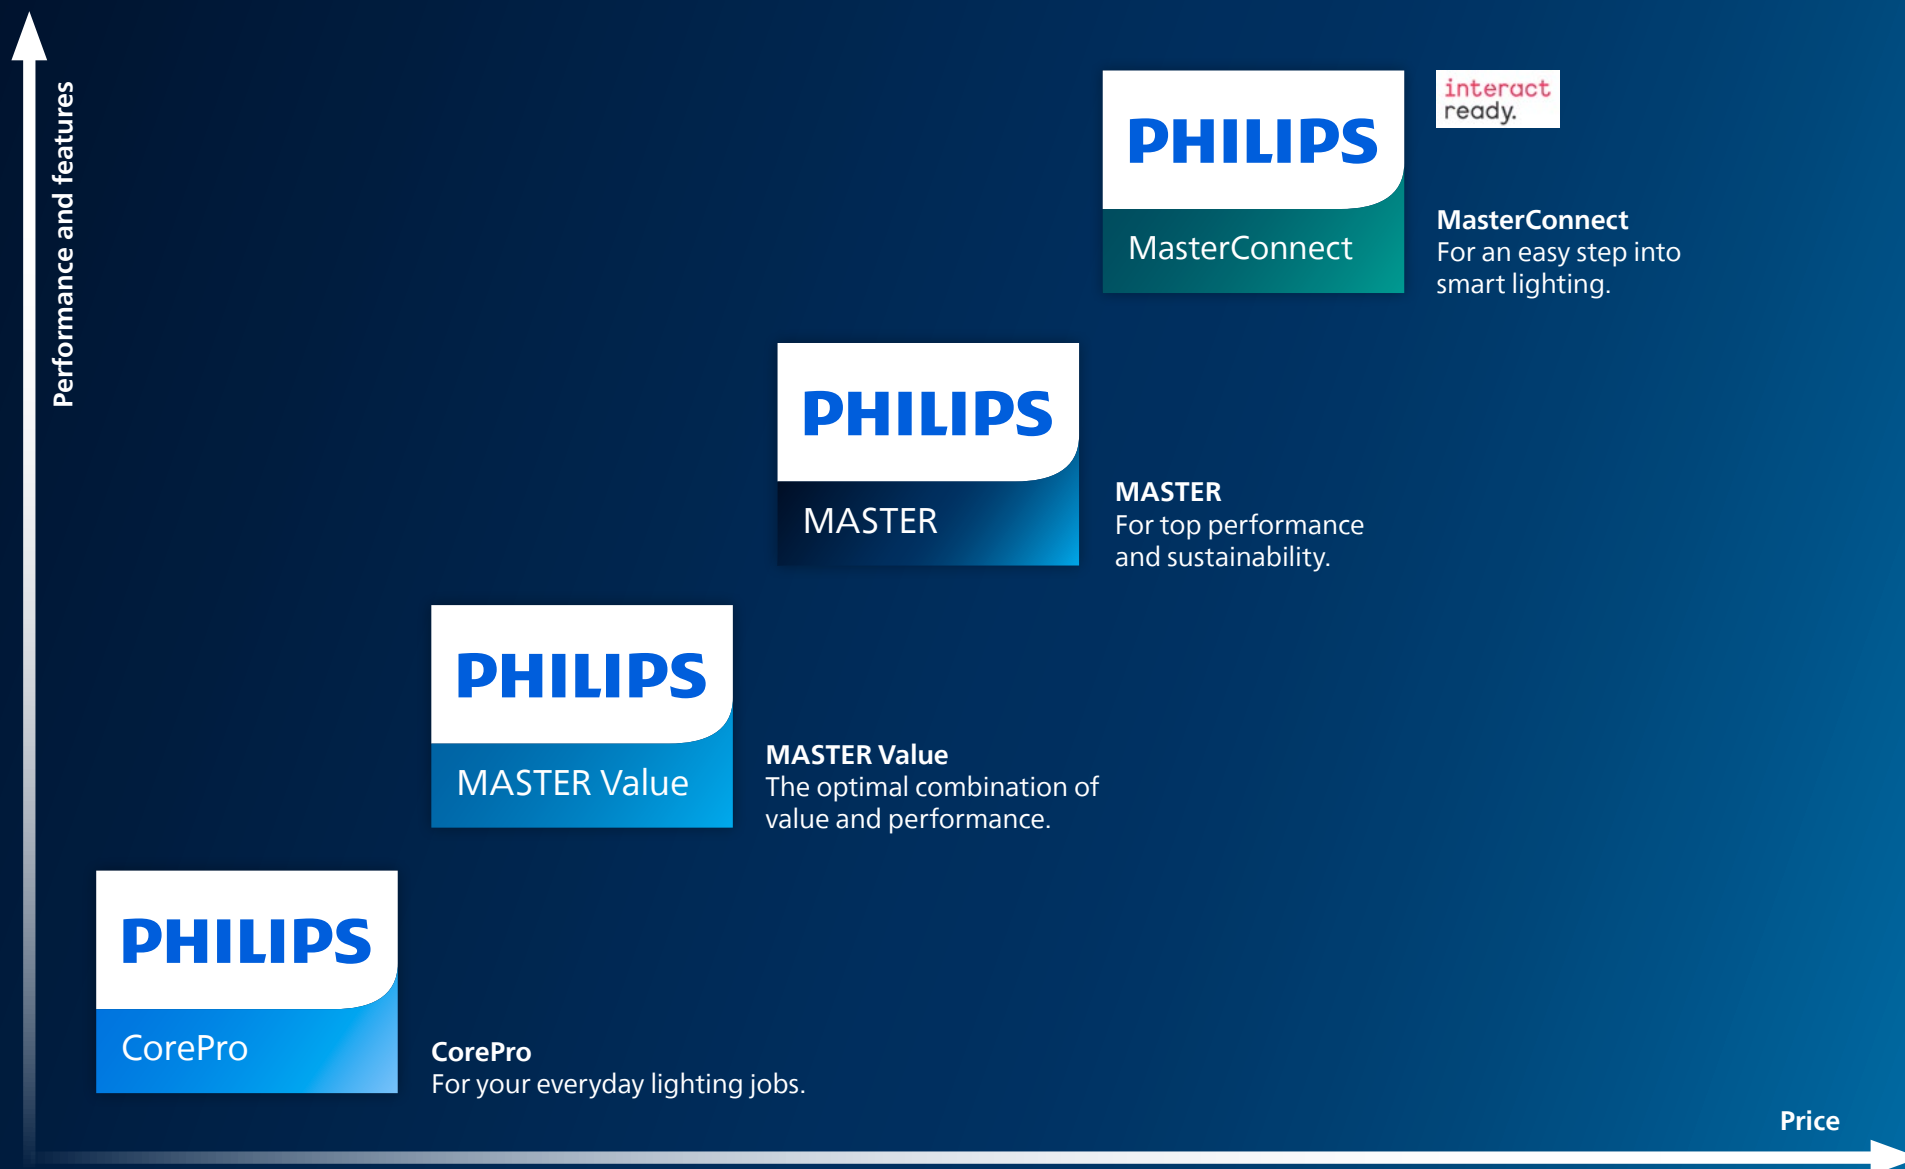 Performance and features
PHILIPS
MasterConnect
interact
ready.
MasterConnect
For an easy step into
smart lighting.
PHILIPS
MASTER
MASTER
For top performance
and sustainability.
PHILIPS
MASTER Value
MASTER Value
The optimal combination of
value and performance.
PHILIPS
CorePro
CorePro
For your everyday lighting jobs.
Price